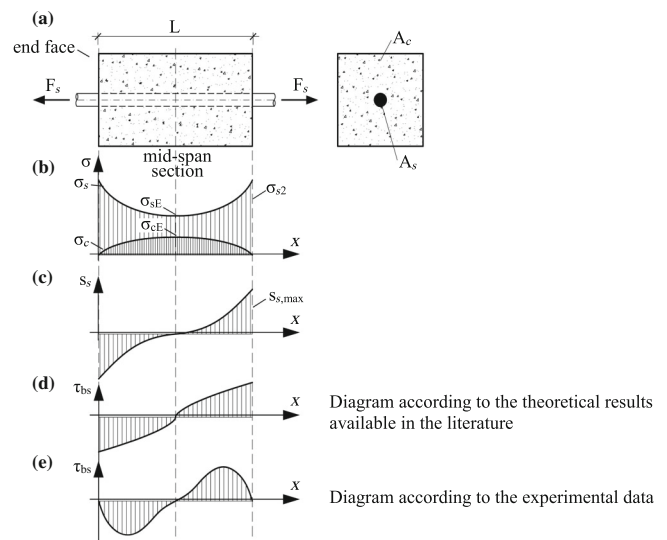 (a)
L
end face
A_c
F_s
F_s
A_s
mid-span
section
(b)
σ
σ_s
σ_sE
σ_s2
σ_cE
σ_c
x
(c)
s_s
s_s,max
x
(d)
τ_bs
x
Diagram according to the theoretical results
available in the literature
(e)
τ_bs
x
Diagram according to the experimental data